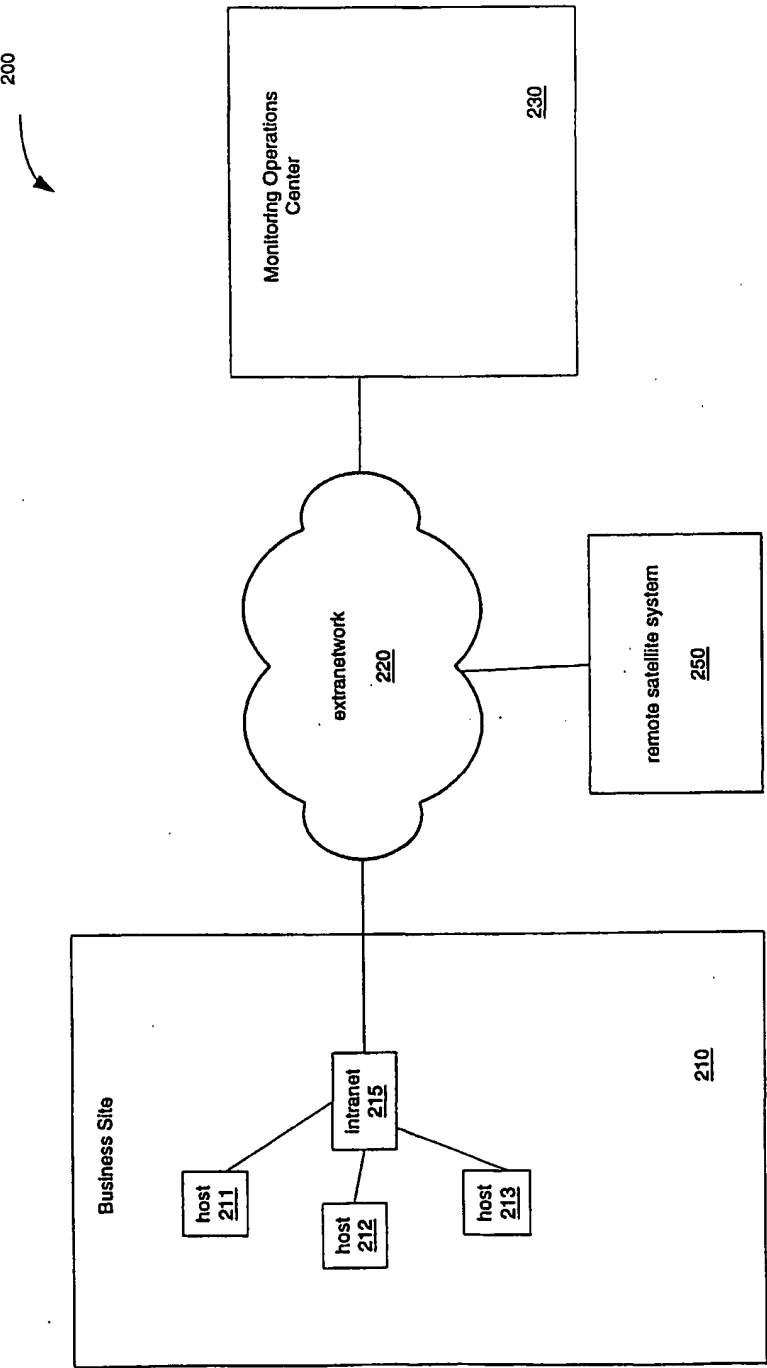 200
Business Site
host
211
host
212
host
213
intranet
215
210
extranetwork
220
remote satellite system
250
Monitoring Operations
Center
230